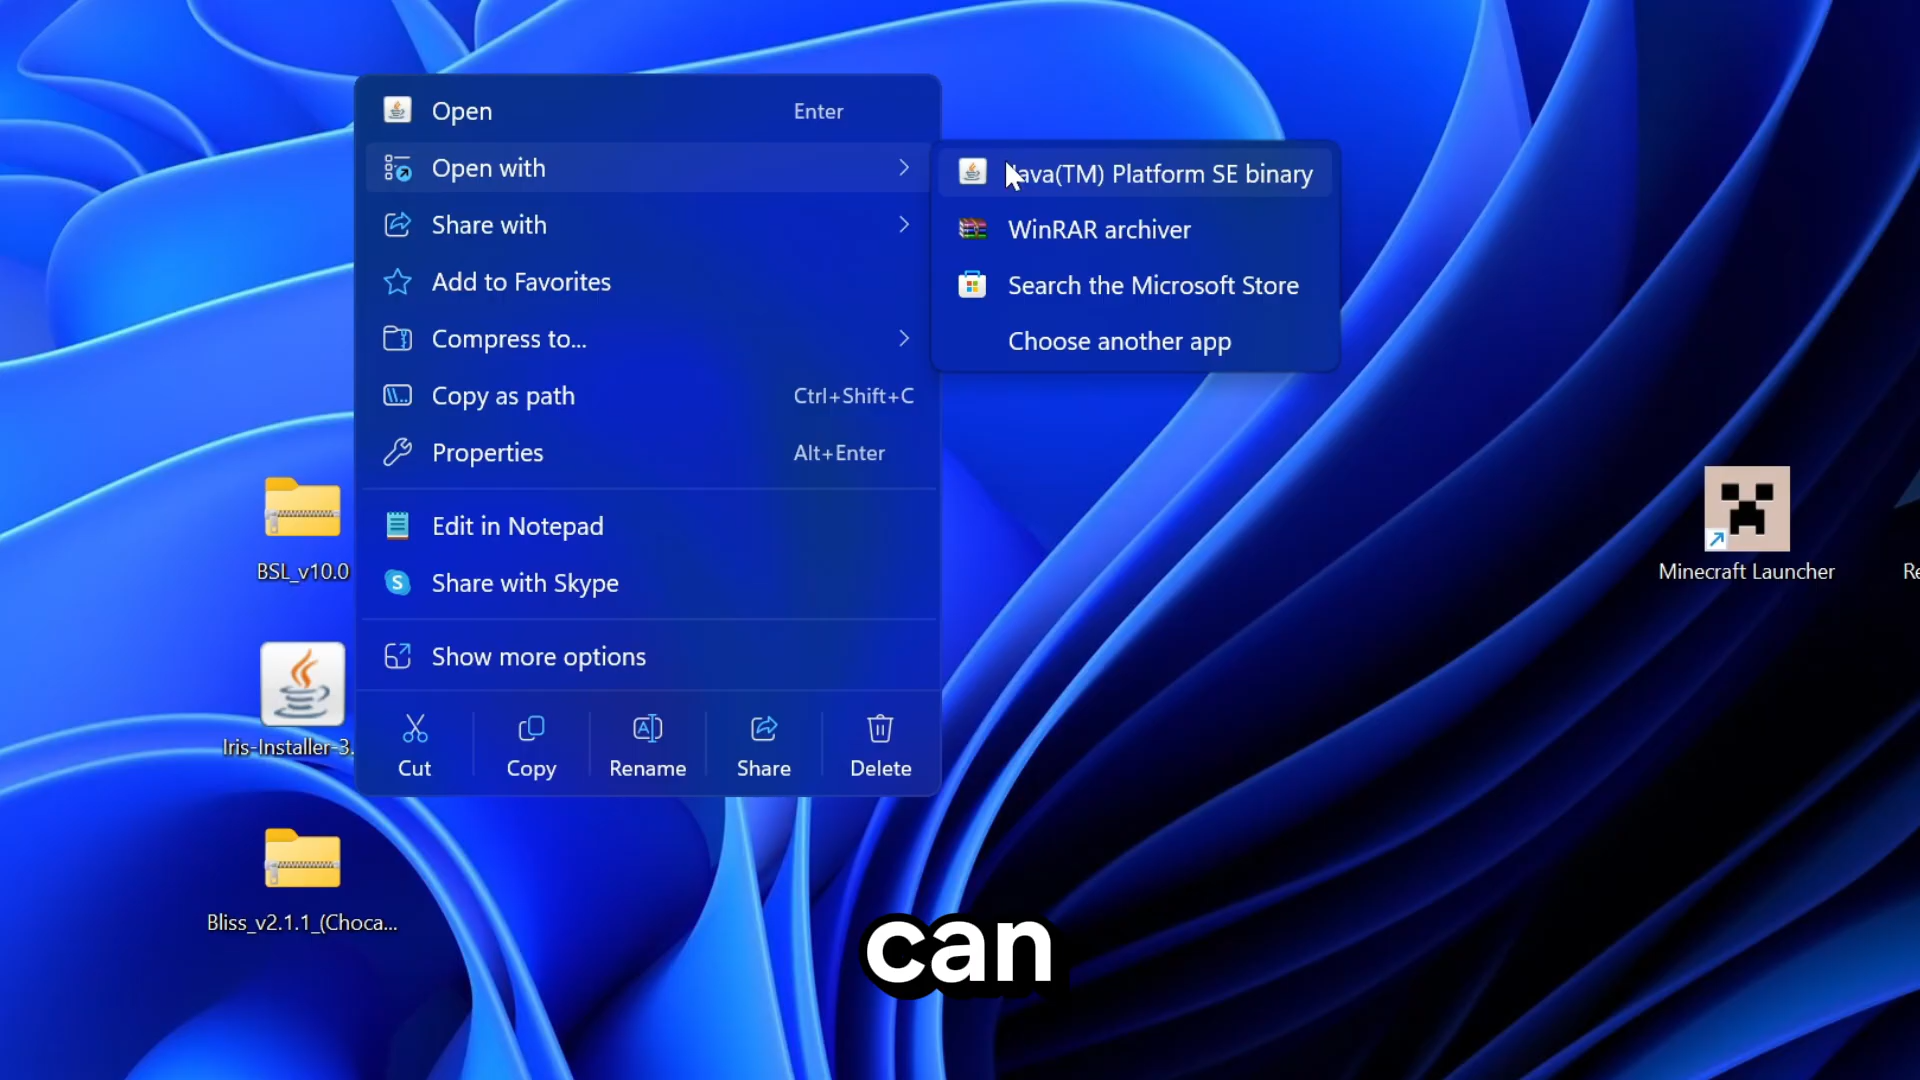 Open Enter
Open with
Share with
Add to Favorites
Compress to...
Copy as path Ctrl+Shift+C
Properties Alt+Enter
Edit in Notepad
Share with Skype
Show more options
Cut Copy Rename Share Delete
ava(TM) Platform SE binary
WinRAR archiver
Search the Microsoft Store
Choose another app
BSL_v10.0
Iris-Installer-3.
Bliss_v2.1.1_(Choca...
Minecraft Launcher
Re
can